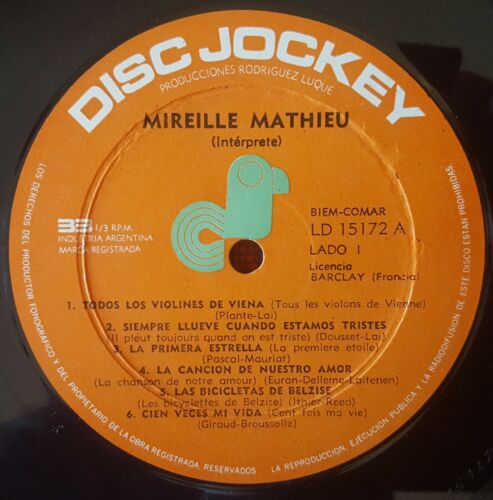 DISC JOCKEY
PRODUCCIONES RODRIGUEZ LUQUE
MIREILLE MATHIEU
(Intérprete)
33 1/3 R.P.M.
INDUSTRIA ARGENTINA
MARCA REGISTRADA
BIEM-COMAR
LD 15172 A
LADO I
Licencia
BARCLAY (Francia)
1. TODOS LOS VIOLINES DE VIENA (Tous les violons de Vienne)
(Plante-Lai)
2. SIEMPRE LLUEVE CUANDO ESTAMOS TRISTES
(Il pleut toujours quand on est triste) (Dousset-Lai)
3. LA PRIMERA ESTRELLA (La premiere etoile)
(Pascal-Mauriat)
4. LA CANCION DE NUESTRO AMOR
(La chanson de notre amour) (Euran-Delleme-Laitenen)
5. LAS BICICLETAS DE BELZISE
(Les bicyclettes de Belzise) (Ithier-Reed)
6. CIEN VECES MI VIDA (Cent fois ma vie)
(Giraud-Broussolle)
LOS DERECHOS DEL PRODUCTOR FONOGRAFICO Y DEL PROPIETARIO DE LA OBRA REGISTRADA, RESERVADOS LA REPRODUCCION, EJECUCION PUBLICA Y LA RADIODIFUSION DE ESTE DISCO ESTAN PROHIBIDAS.